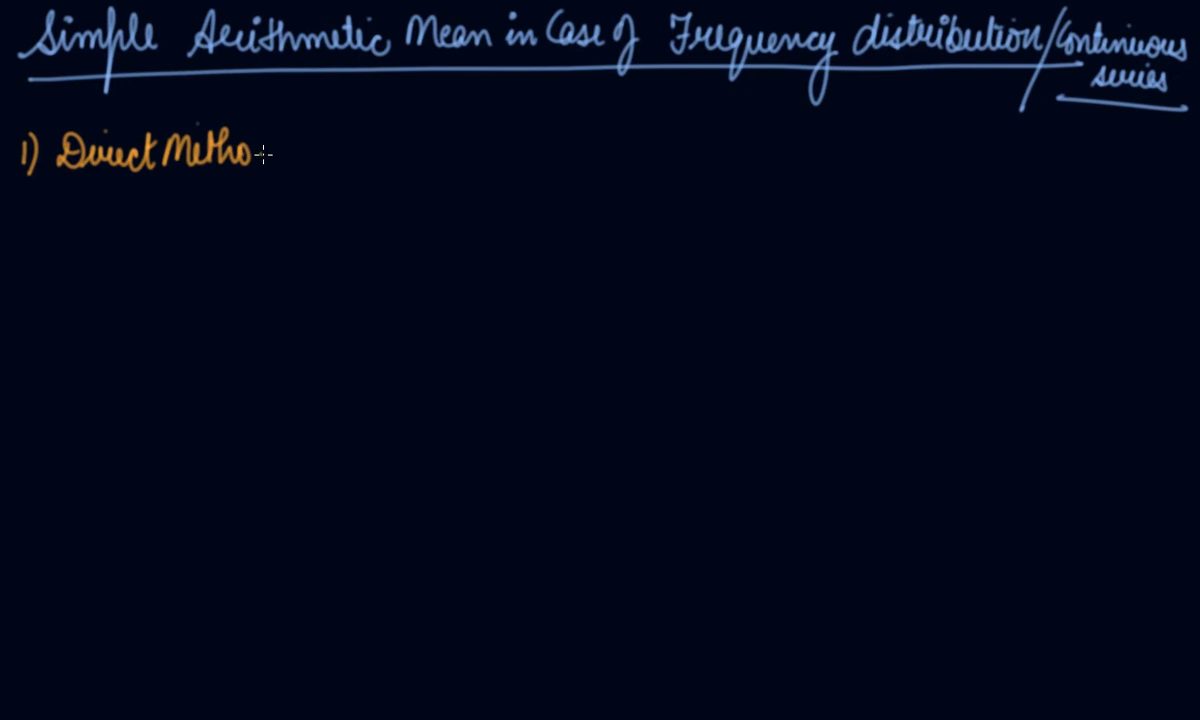 Simple Arithmetic Mean in Case of Frequency distribution/Continuous
series
1) Direct Metho